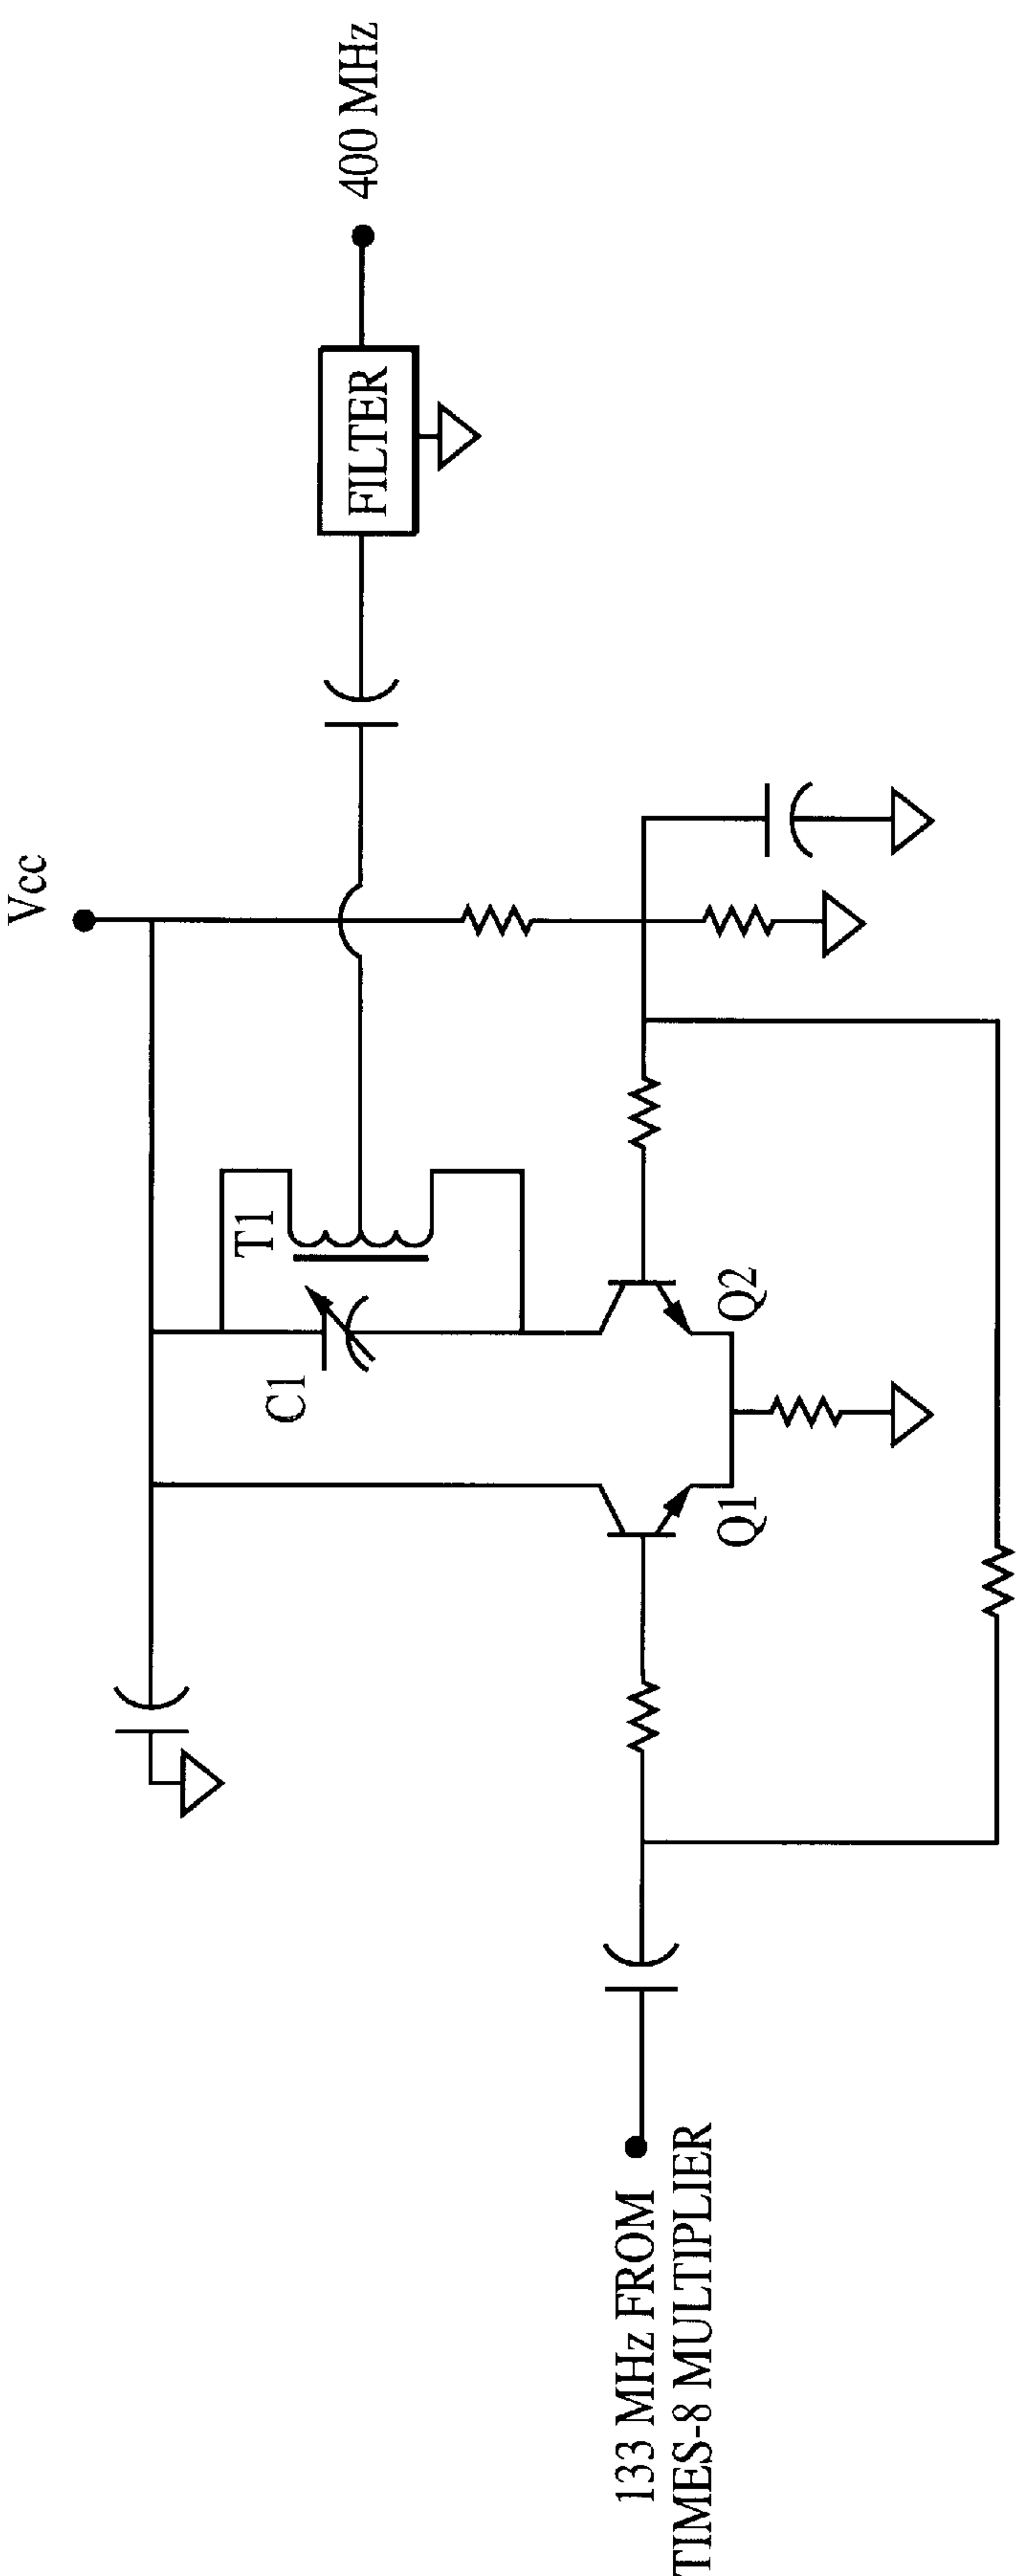 133 MHz FROM
TIMES-8 MULTIPLIER
Q1
Q2
C1
T1
Vcc
FILTER
400 MHz